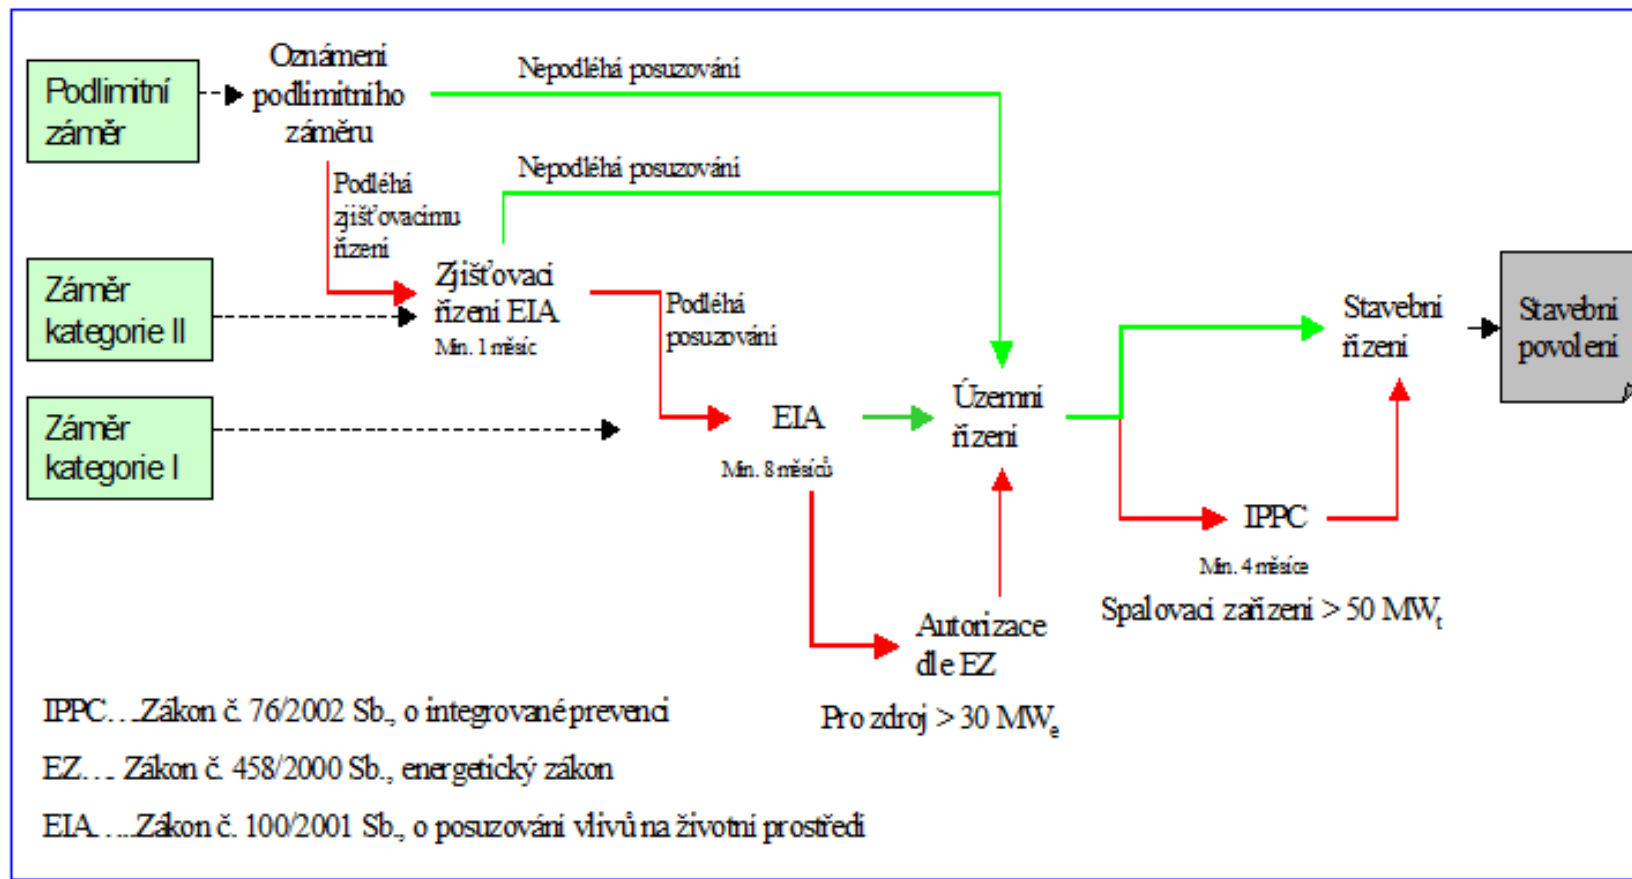 Podlimitní
záměr
Oznámení
podlimitního
záměru
Nepodléhá posuzování
Nepodléhá posuzování
Podléhá
zjišťovacímu
řízení
Záměr
kategorie II
Zjišťovací
řízení EIA
Min. 1 měsíc
Podléhá
posuzování
Stavební
řízení
Stavební
povolení
Záměr
kategorie I
EIA
Min. 8 měsíců
Územní
řízení
IPPC
Min. 4 měsíce
Spalovací zařízení > 50 MWt
Autorizace
dle EZ
Pro zdroj > 30 MWe
IPPC….Zákon č. 76/2002 Sb., o integrované prevenci
EZ…. Zákon č. 458/2000 Sb., energetický zákon
EIA…..Zákon č. 100/2001 Sb., o posuzování vlivů na životní prostředí